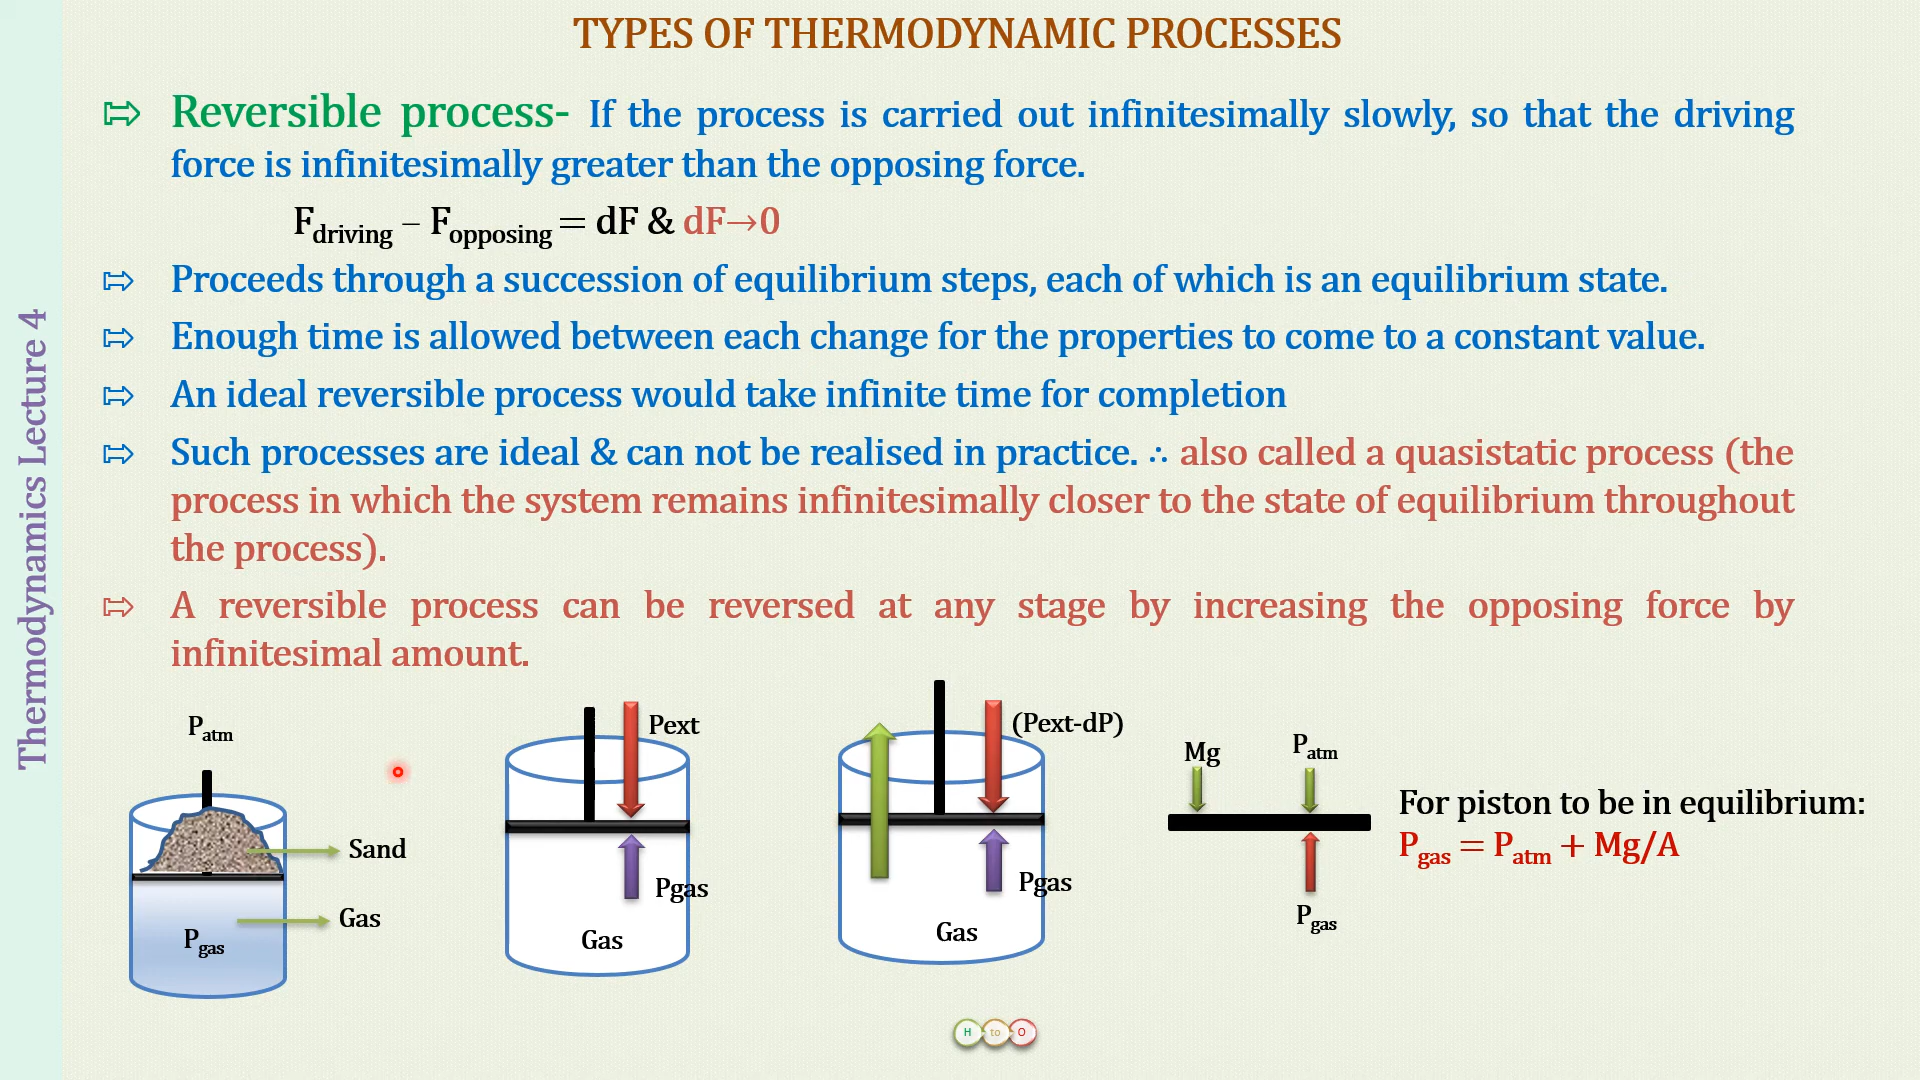 TYPES OF THERMODYNAMIC PROCESSES
Reversible process- If the process is carried out infinitesimally slowly, so that the driving
force is infinitesimally greater than the opposing force.
Fdriving – Fopposing = dF & dF→0
Proceeds through a succession of equilibrium steps, each of which is an equilibrium state.
Enough time is allowed between each change for the properties to come to a constant value.
An ideal reversible process would take infinite time for completion
Such processes are ideal & can not be realised in practice. ∴ also called a quasistatic process (the
process in which the system remains infinitesimally closer to the state of equilibrium throughout
the process).
A reversible process can be reversed at any stage by increasing the opposing force by
infinitesimal amount.
Thermodynamics Lecture 4
Patm
Sand
Gas
Pgas
Pext
Pgas
Gas
(Pext-dP)
Pgas
Gas
Mg
Patm
Pgas
For piston to be in equilibrium:
Pgas = Patm + Mg/A
H to O